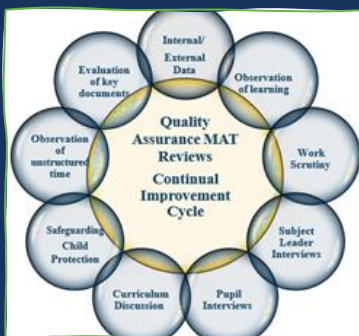 Internal/
External
Data
Observation
of learning
Work
Scrutiny
Subject
Leader
Interviews
Pupil
Interviews
Curriculum
Discussion
Safeguarding
Child
Protection
Observation
of
unstructured
time
Evaluation
of key
documents
Quality
Assurance MAT
Reviews
Continual
Improvement
Cycle